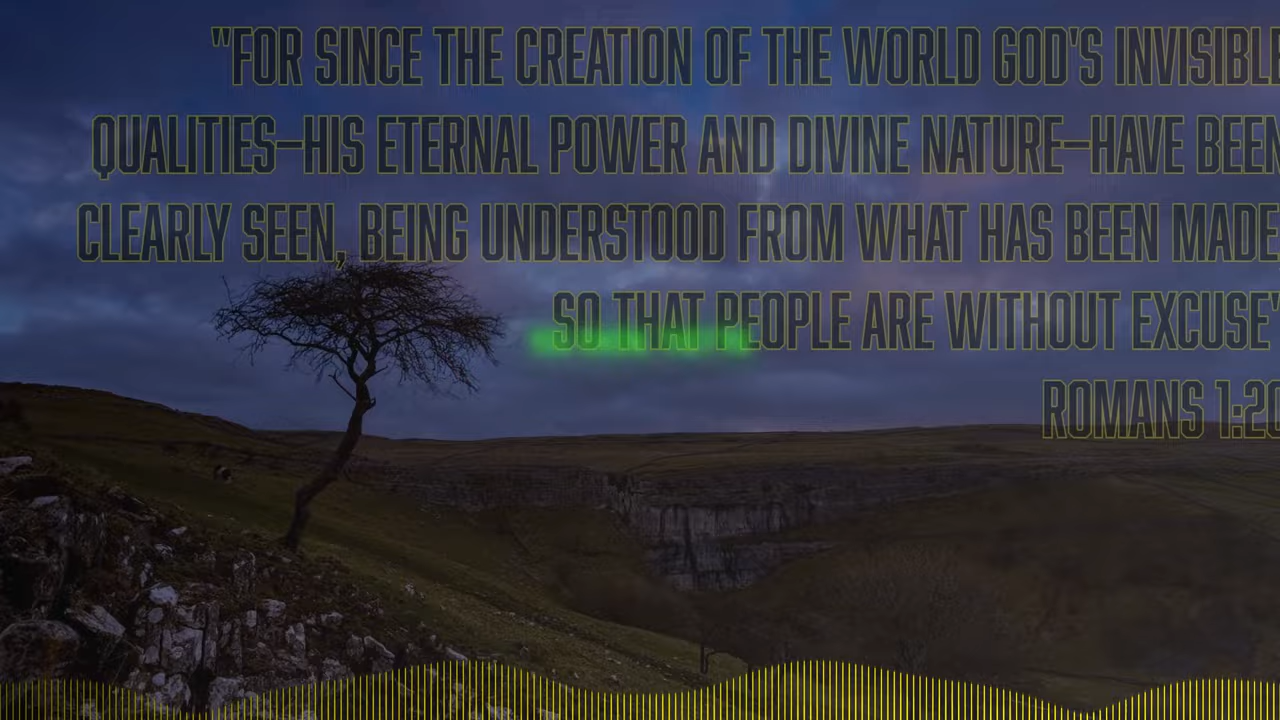 "FOR SINCE THE CREATION OF THE WORLD GOD'S INVISIBLE
QUALITIES—HIS ETERNAL POWER AND DIVINE NATURE—HAVE BEEN
CLEARLY SEEN, BEING UNDERSTOOD FROM WHAT HAS BEEN MADE,
SO THAT PEOPLE ARE WITHOUT EXCUSE"
ROMANS 1:20